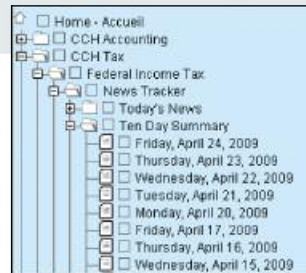 Home - Accueil
CCH Accounting
CCH Tax
Federal Income Tax
News Tracker
Today's News
Ten Day Summary
Friday, April 24, 2009
Thursday, April 23, 2009
Wednesday, April 22, 2009
Tuesday, April 21, 2009
Monday, April 20, 2009
Friday, April 17, 2009
Thursday, April 16, 2009
Wednesday, April 15, 2009